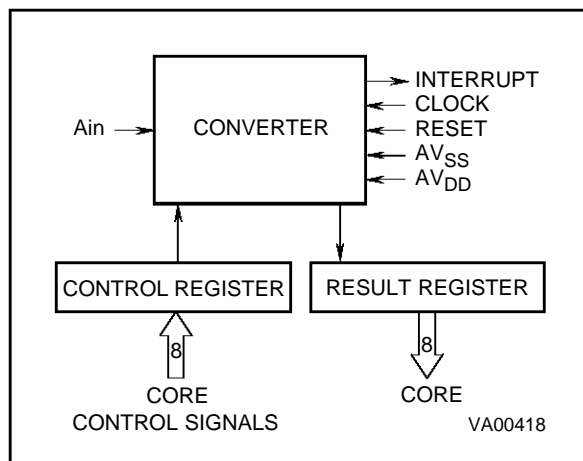 INTERRUPT
CLOCK
Ain
CONVERTER
RESET
AVSS
AVDD
CONTROL REGISTER
RESULT REGISTER
8
8
CORE
CONTROL SIGNALS
CORE
VA00418